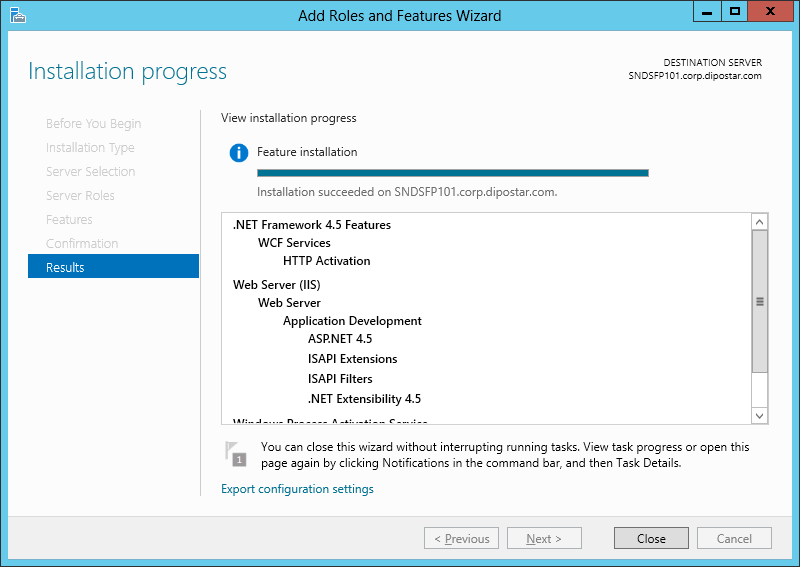 Add Roles and Features Wizard
Installation progress
DESTINATION SERVER
SNDSFP101.corp.dipostar.com
Before You Begin
Installation Type
Server Selection
Server Roles
Features
Confirmation
Results
View installation progress
Feature installation
Installation succeeded on SNDSFP101.corp.dipostar.com.
.NET Framework 4.5 Features
WCF Services
HTTP Activation
Web Server (IIS)
Web Server
Application Development
ASP.NET 4.5
ISAPI Extensions
ISAPI Filters
.NET Extensibility 4.5
Windows Process Activation Service
1
You can close this wizard without interrupting running tasks. View task progress or open this
page again by clicking Notifications in the command bar, and then Task Details.
Export configuration settings
< Previous
Next >
Close
Cancel